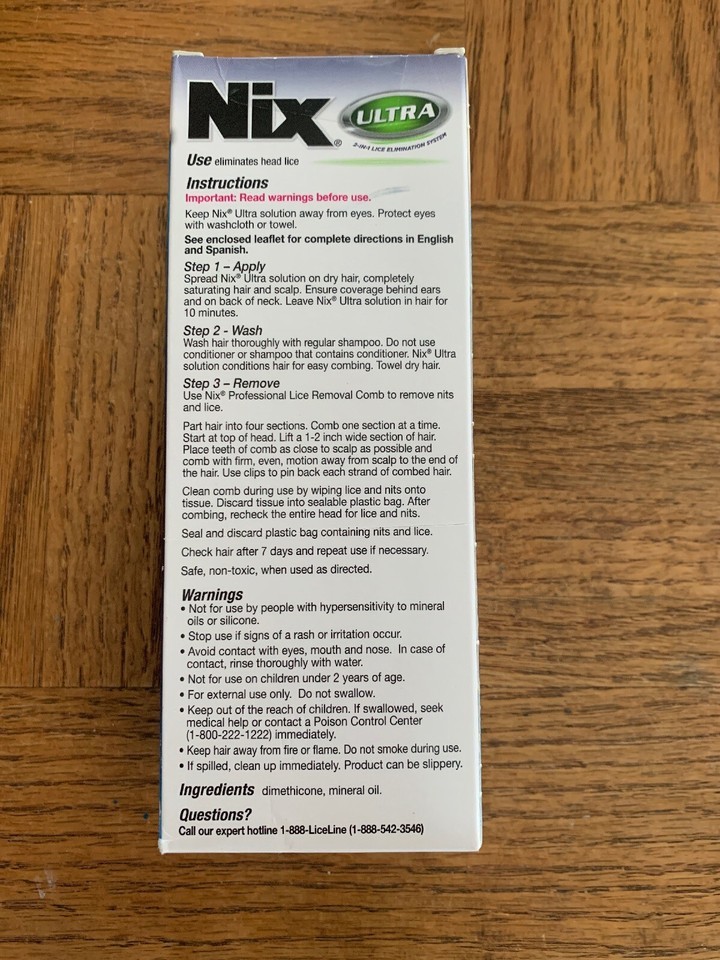 Nix®
ULTRA
2-IN-1 LICE ELIMINATION SYSTEM
Use eliminates head lice
Instructions
Important: Read warnings before use.
Keep Nix® Ultra solution away from eyes. Protect eyes
with washcloth or towel.
See enclosed leaflet for complete directions in English
and Spanish.
Step 1 – Apply
Spread Nix® Ultra solution on dry hair, completely
saturating hair and scalp. Ensure coverage behind ears
and on back of neck. Leave Nix® Ultra solution in hair for
10 minutes.
Step 2 - Wash
Wash hair thoroughly with regular shampoo. Do not use
conditioner or shampoo that contains conditioner. Nix® Ultra
solution conditions hair for easy combing. Towel dry hair.
Step 3 – Remove
Use Nix® Professional Lice Removal Comb to remove nits
and lice.
Part hair into four sections. Comb one section at a time.
Start at top of head. Lift a 1-2 inch wide section of hair.
Place teeth of comb as close to scalp as possible and
comb with firm, even, motion away from scalp to the end of
the hair. Use clips to pin back each strand of combed hair.
Clean comb during use by wiping lice and nits onto
tissue. Discard tissue into sealable plastic bag. After
combing, recheck the entire head for lice and nits.
Seal and discard plastic bag containing nits and lice.
Check hair after 7 days and repeat use if necessary.
Safe, non-toxic, when used as directed.
Warnings
• Not for use by people with hypersensitivity to mineral
oils or silicone.
• Stop use if signs of a rash or irritation occur.
• Avoid contact with eyes, mouth and nose. In case of
contact, rinse thoroughly with water.
• Not for use on children under 2 years of age.
• For external use only. Do not swallow.
• Keep out of the reach of children. If swallowed, seek
medical help or contact a Poison Control Center
(1-800-222-1222) immediately.
• Keep hair away from fire or flame. Do not smoke during use.
• If spilled, clean up immediately. Product can be slippery.
Ingredients dimethicone, mineral oil.
Questions?
Call our expert hotline 1-888-LiceLine (1-888-542-3546)